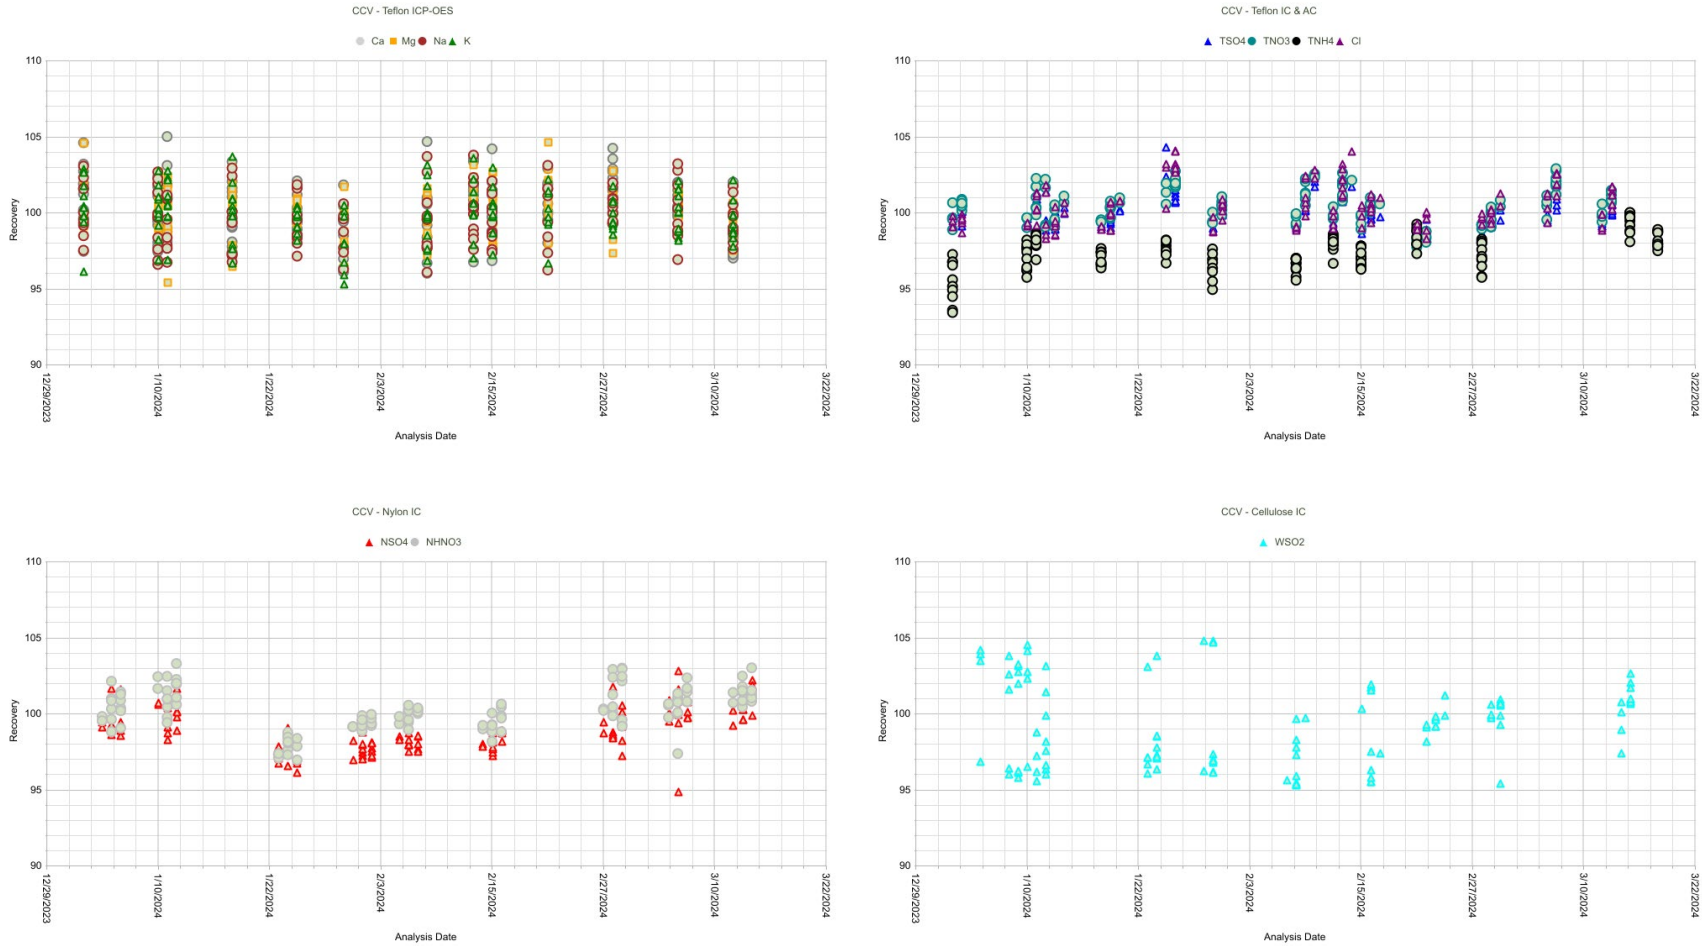 CCV - Teflon ICP-OES
Ca Mg Na K
110
105
100
95
90
Recovery
12/29/2023 1/10/2024 1/22/2024 2/3/2024 2/15/2024 2/27/2024 3/10/2024 3/22/2024
Analysis Date
CCV - Teflon IC & AC
TSO4 TNO3 TNH4 Cl
110
105
100
95
90
Recovery
12/29/2023 1/10/2024 1/22/2024 2/3/2024 2/15/2024 2/27/2024 3/10/2024 3/22/2024
Analysis Date
CCV - Nylon IC
NSO4 NHNO3
110
105
100
95
90
Recovery
12/29/2023 1/10/2024 1/22/2024 2/3/2024 2/15/2024 2/27/2024 3/10/2024 3/22/2024
Analysis Date
CCV - Cellulose IC
WSO2
110
105
100
95
90
Recovery
12/29/2023 1/10/2024 1/22/2024 2/3/2024 2/15/2024 2/27/2024 3/10/2024 3/22/2024
Analysis Date